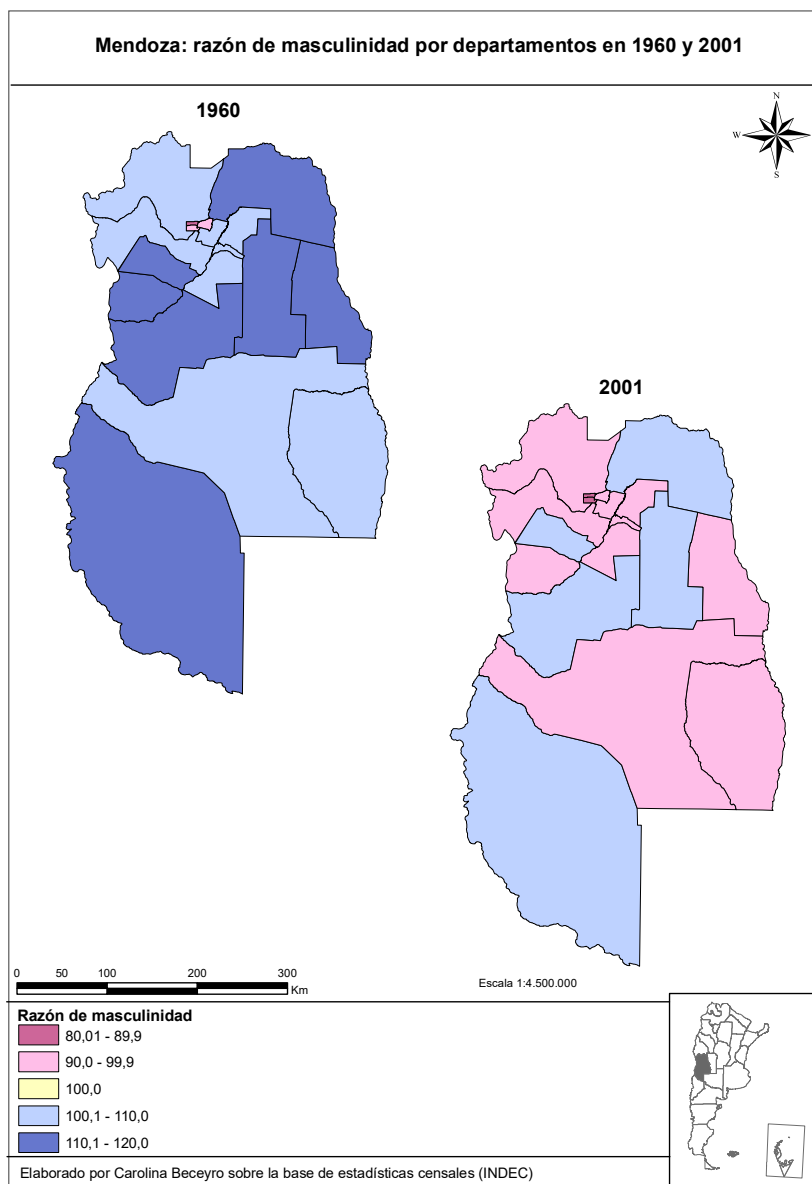 Mendoza: razón de masculinidad por departamentos en 1960 y 2001
1960
N
W
S
2001
0 50 100 200 300
Km
Escala 1:4.500.000
Razón de masculinidad
80,01 - 89,9
90,0 - 99,9
100,0
100,1 - 110,0
110,1 - 120,0
Elaborado por Carolina Beceyro sobre la base de estadísticas censales (INDEC)